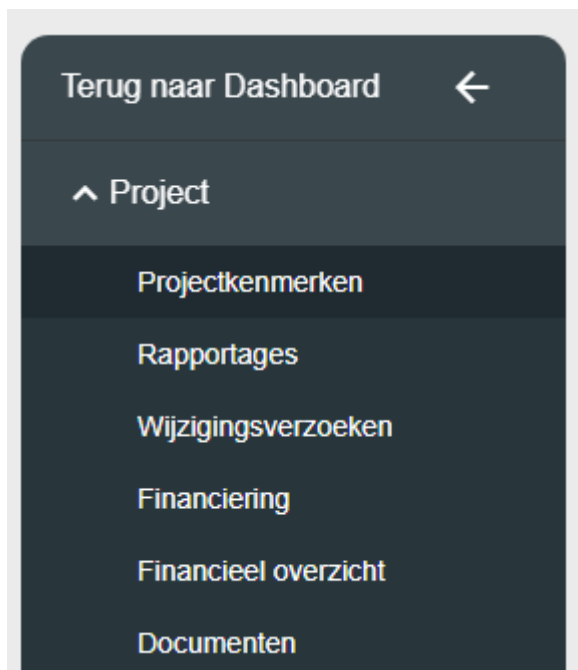 Terug naar Dashboard
Project
Projectkenmerken
Rapportages
Wijzigingsverzoeken
Financiering
Financieel overzicht
Documenten